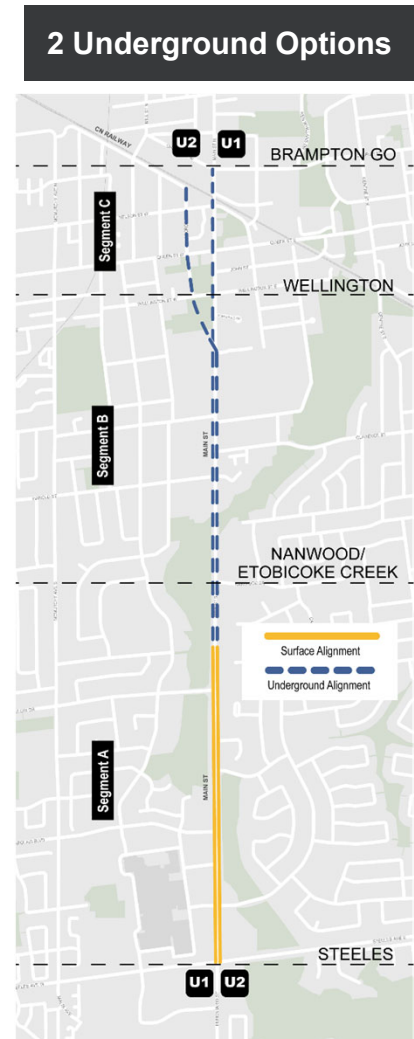 2 Underground Options
CN RAILWAY
U2
U1
BRAMPTON GO
Segment C
WELLINGTON
Segment B
MAIN ST
NANWOOD/
ETOBICOKE CREEK
Surface Alignment
Underground Alignment
Segment A
MAIN ST
STEELES
U1
U2